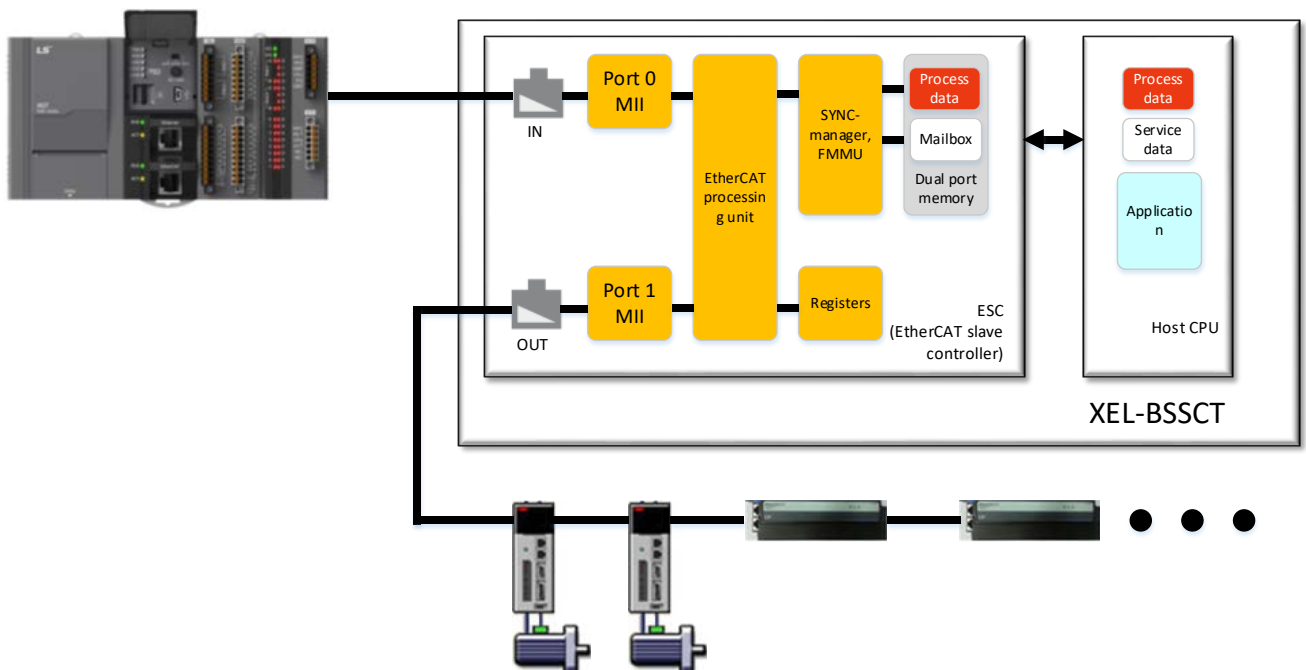 LS
IN
Port 0
MII
EtherCAT
processin
g unit
SYNC-
manager,
FMMU
Process
data
Mailbox
Dual port
memory
Process
data
Service
data
Applicatio
n
OUT
Port 1
MII
Registers
ESC
(EtherCAT slave
controller)
Host CPU
XEL-BSSCT